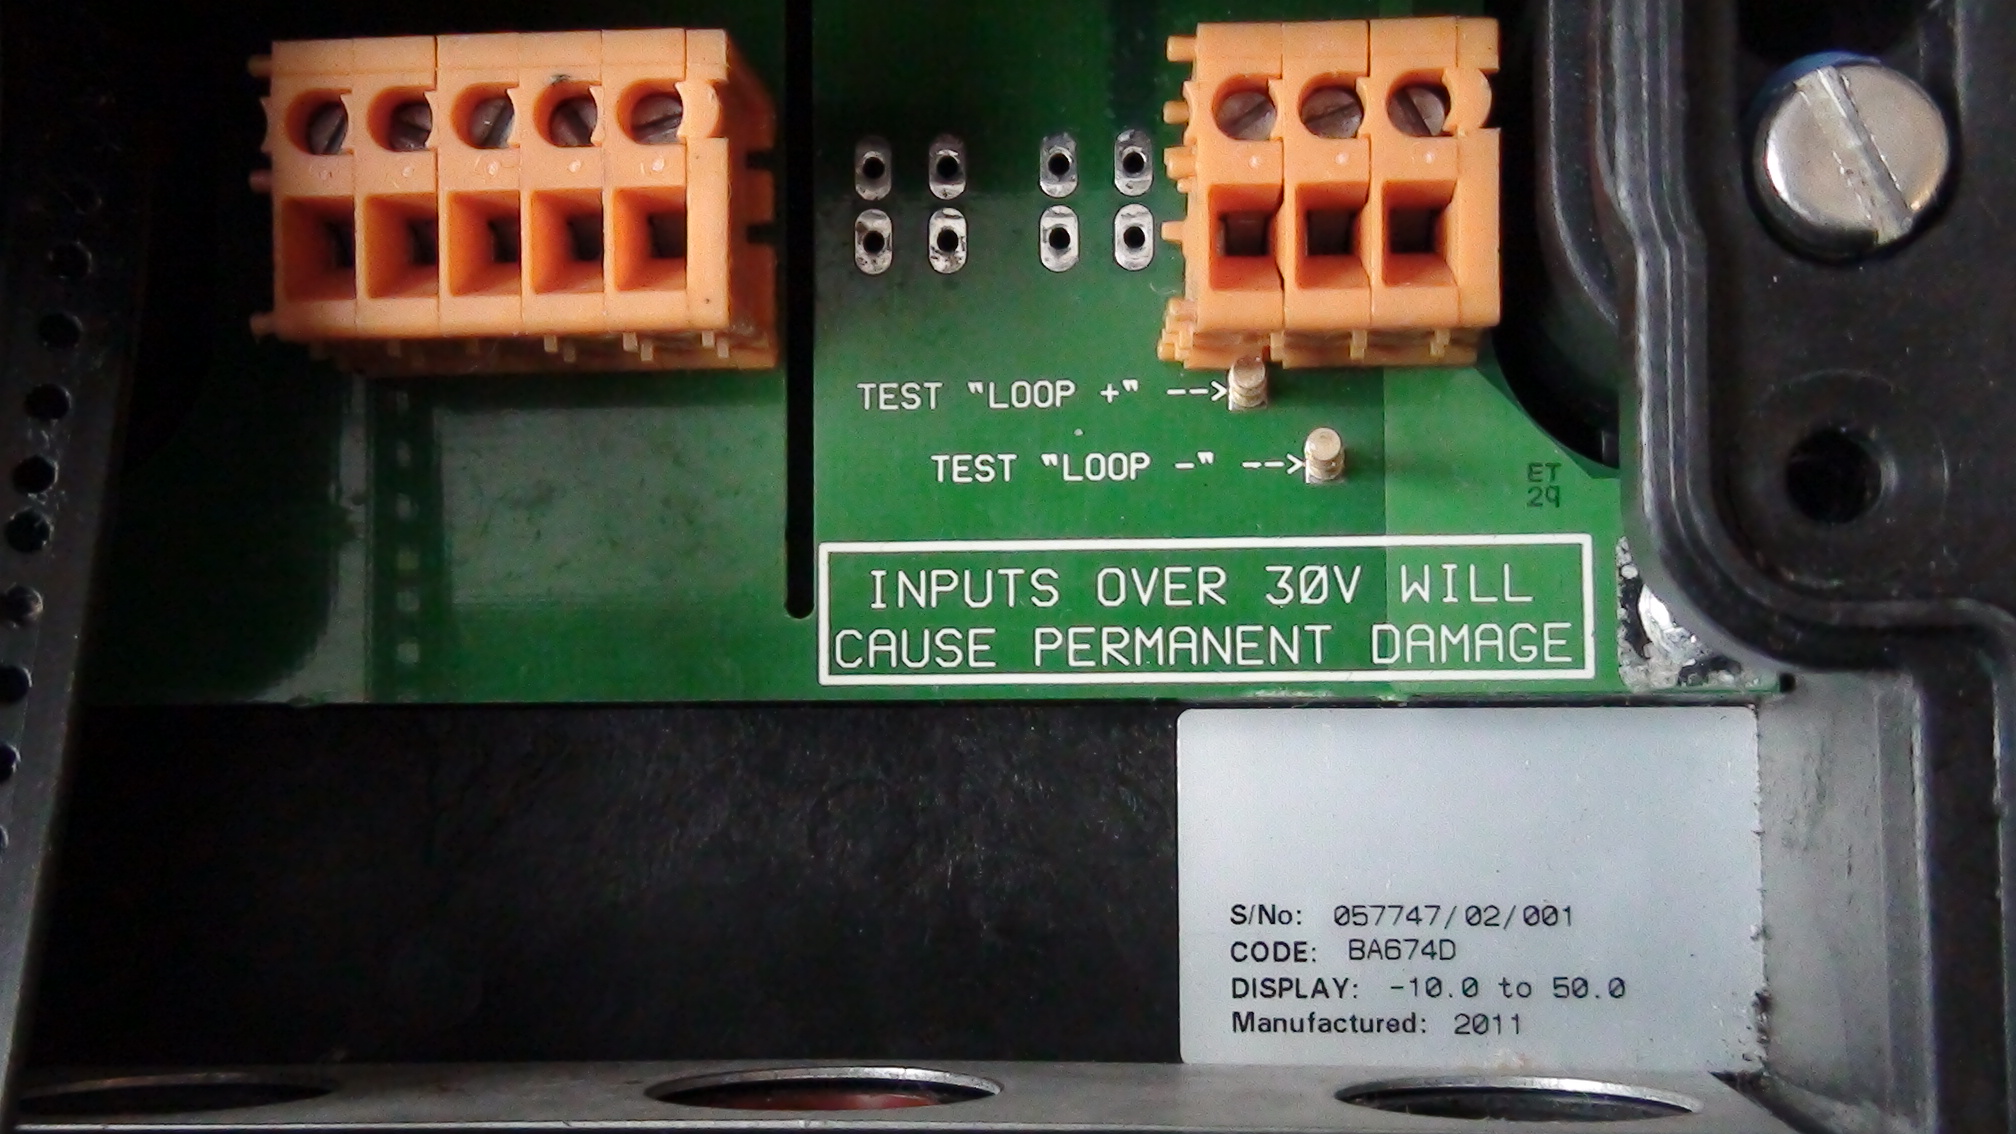 TEST "LOOP +" -->
TEST "LOOP -" -->
ET
29
INPUTS OVER 30V WILL
CAUSE PERMANENT DAMAGE
S/No: 057747/02/001
CODE: BA674D
DISPLAY: -10.0 to 50.0
Manufactured: 2011